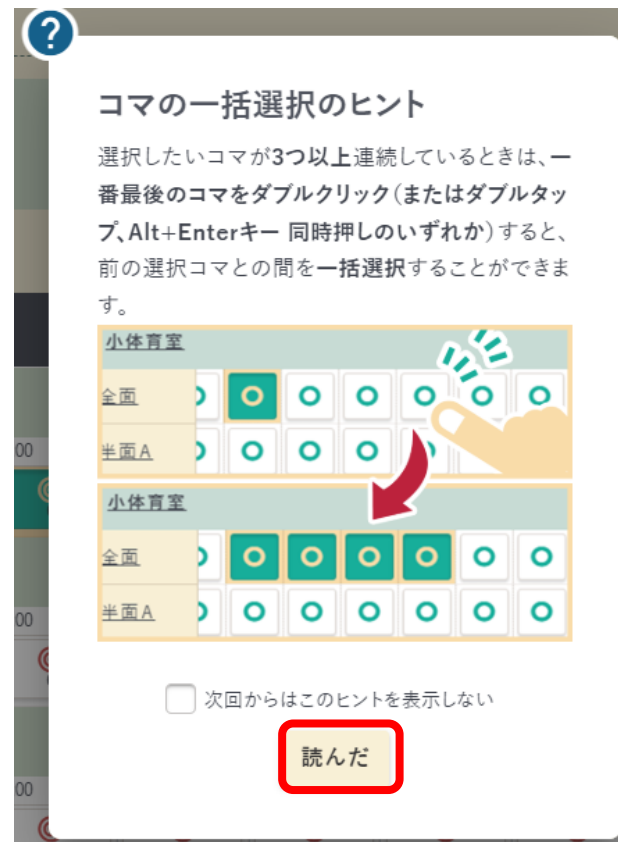 ?
コマの一括選択のヒント
選択したいコマが3つ以上連続しているときは、一
番最後のコマをダブルクリック(またはダブルタッ
プ、Alt+Enterキー 同時押しのいずれか)すると、
前の選択コマとの間を一括選択することができま
す。
小体育室
全面
半面A
小体育室
全面
半面A
次回からはこのヒントを表示しない
読んだ
00
00
00